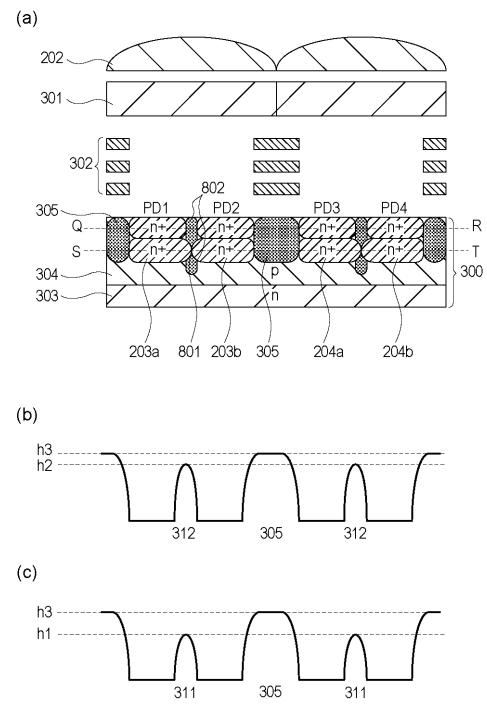 (a)
202
301
302
802
305
PD1 PD2 PD3 PD4
Q n+ n+ n+ n+ R
S n+ n+ n+ n+ T
304 p 300
303 n
203a 801 203b 305 204a 204b
(b)
h3
h2
312 305 312
(c)
h3
h1
311 305 311